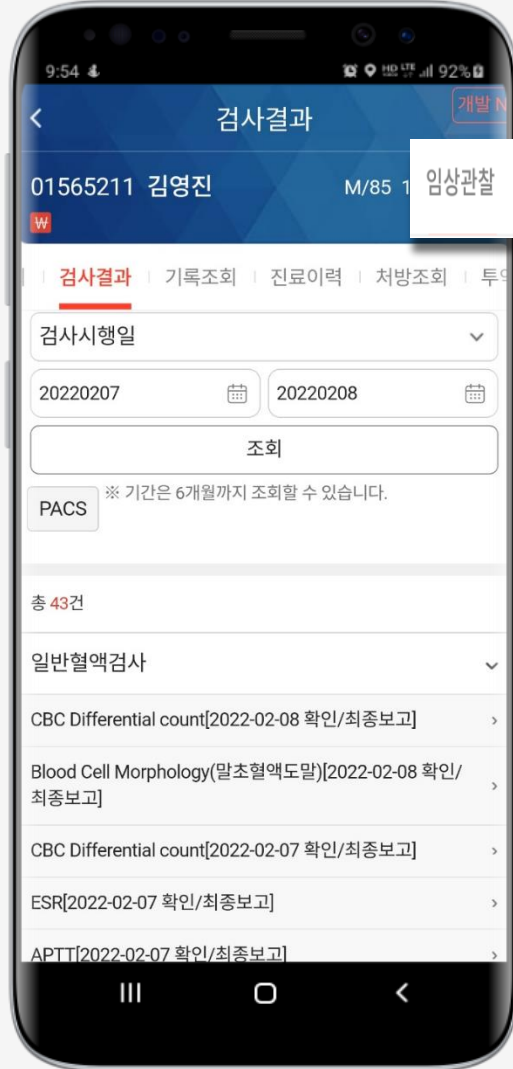 9:54
HD LTE 92%
검사결과
개발 N
01565211 김영진 M/85 1
임상관찰
₩
검사결과 기록조회 진료이력 처방조회 투약
검사시행일
20220207 20220208
조회
※ 기간은 6개월까지 조회할 수 있습니다.
PACS
총 43건
일반혈액검사
CBC Differential count[2022-02-08 확인/최종보고]
Blood Cell Morphology(말초혈액도말)[2022-02-08 확인/
최종보고]
CBC Differential count[2022-02-07 확인/최종보고]
ESR[2022-02-07 확인/최종보고]
APTT[2022-02-07 확인/최종보고]